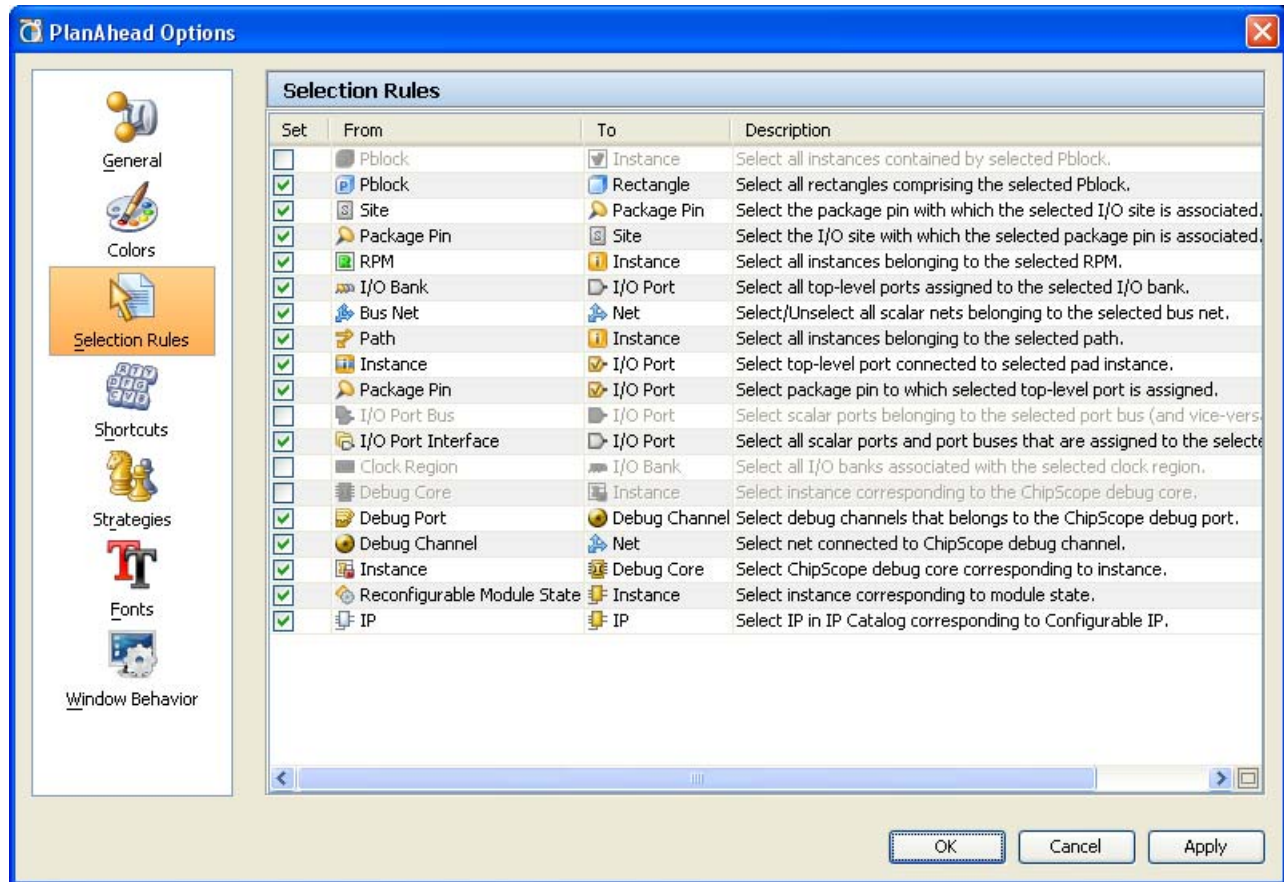 PlanAhead Options
General
Colors
Selection Rules
Shortcuts
Strategies
Fonts
Window Behavior
Selection Rules
Set From To Description
Pblock Instance Select all instances contained by selected Pblock.
Pblock Rectangle Select all rectangles comprising the selected Pblock.
Site Package Pin Select the package pin with which the selected I/O site is associated.
Package Pin Site Select the I/O site with which the selected package pin is associated.
RPM Instance Select all instances belonging to the selected RPM.
I/O Bank I/O Port Select all top-level ports assigned to the selected I/O bank.
Bus Net Net Select/Unselect all scalar nets belonging to the selected bus net.
Path Instance Select all instances belonging to the selected path.
Instance I/O Port Select top-level port connected to selected pad instance.
Package Pin I/O Port Select package pin to which selected top-level port is assigned.
I/O Port Bus I/O Port Select scalar ports belonging to the selected port bus (and vice-vers
I/O Port Interface I/O Port Select all scalar ports and port buses that are assigned to the selecte
Clock Region I/O Bank Select all I/O banks associated with the selected clock region.
Debug Core Instance Select instance corresponding to the ChipScope debug core.
Debug Port Debug Channel Select debug channels that belongs to the ChipScope debug port.
Debug Channel Net Select net connected to ChipScope debug channel.
Instance Debug Core Select ChipScope debug core corresponding to instance.
Reconfigurable Module State Instance Select instance corresponding to module state.
IP IP Select IP in IP Catalog corresponding to Configurable IP.
OK Cancel Apply